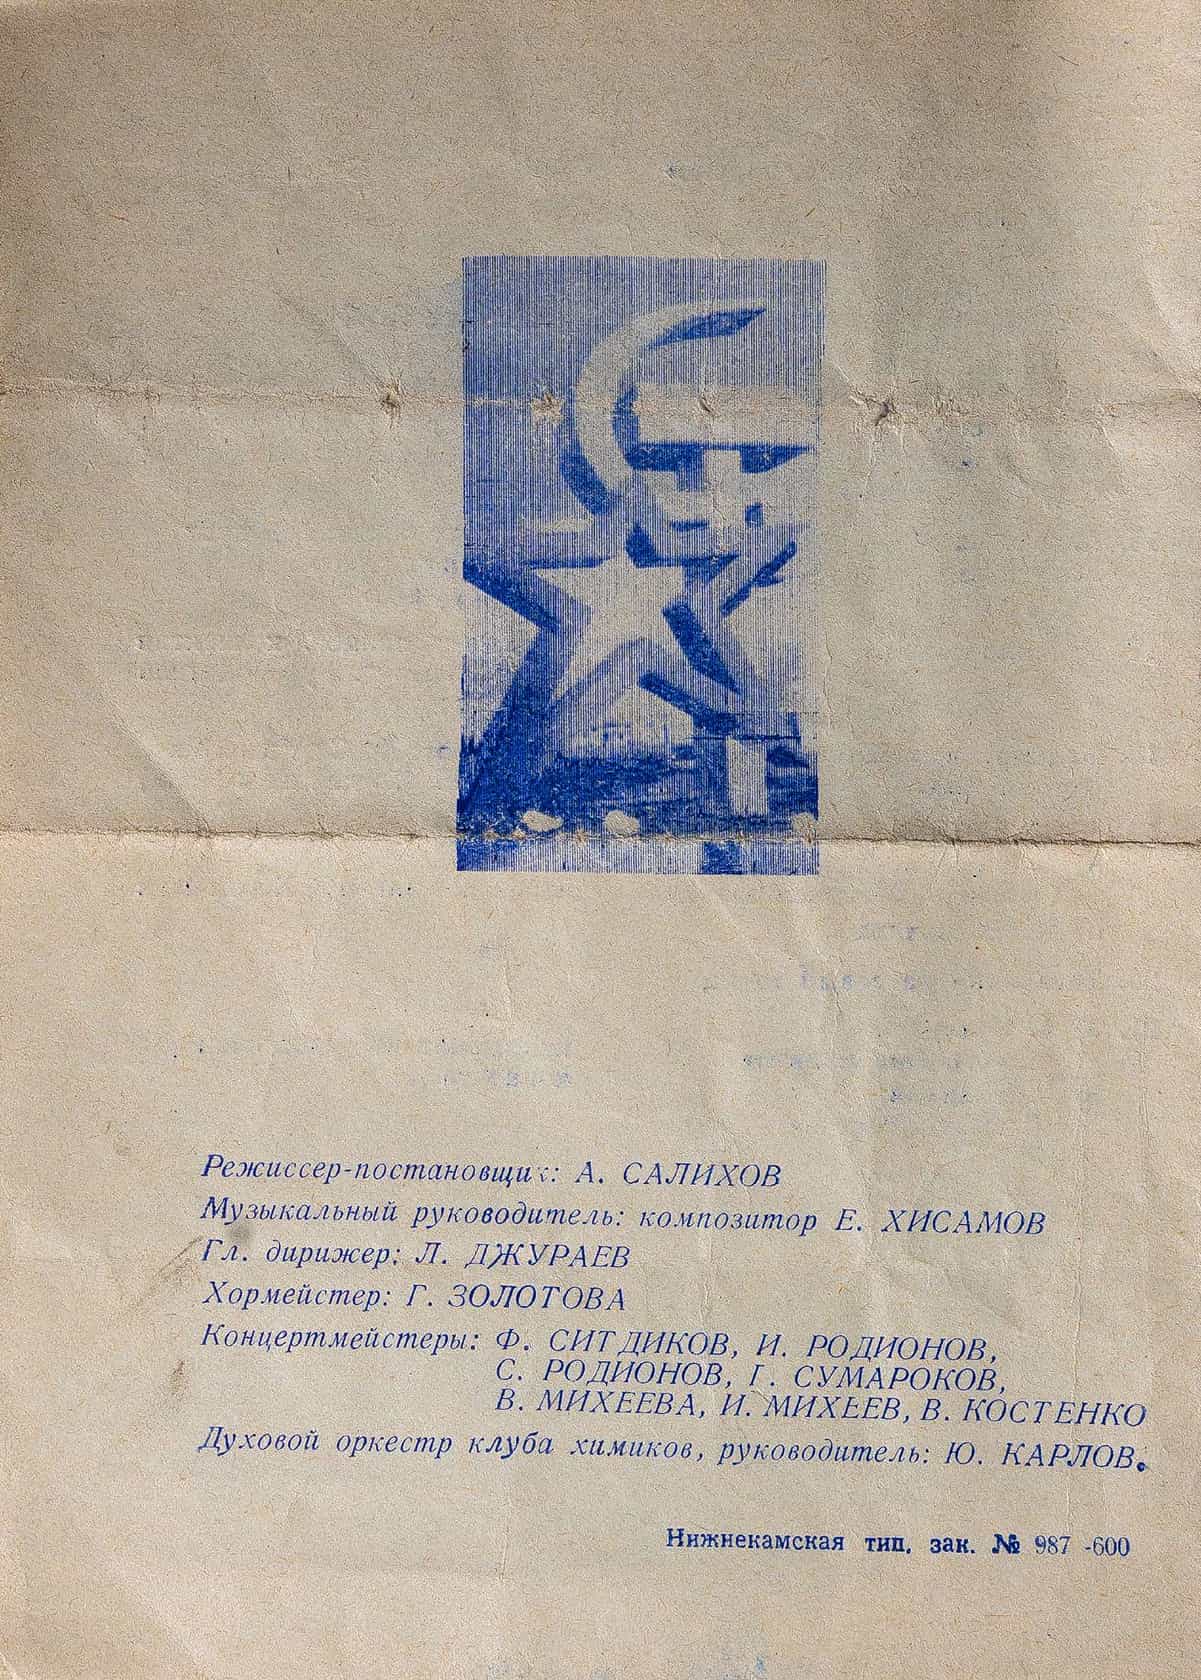 Режиссер-постановщик: А. САЛИХОВ
Музыкальный руководитель: композитор Е. ХИСАМОВ
Гл. дирижер: Л. ДЖУРАЕВ
Хормейстер: Г. ЗОЛОТОВА
Концертмейстеры: Ф. СИТДИКОВ, И. РОДИОНОВ,
С. РОДИОНОВ, Г. СУМАРОКОВ,
В. МИХЕЕВА, И. МИХЕЕВ, В. КОСТЕНКО
Духовой оркестр клуба химиков, руководитель: Ю. КАРЛОВ.
Нижнекамская тип. зак. № 987 -600